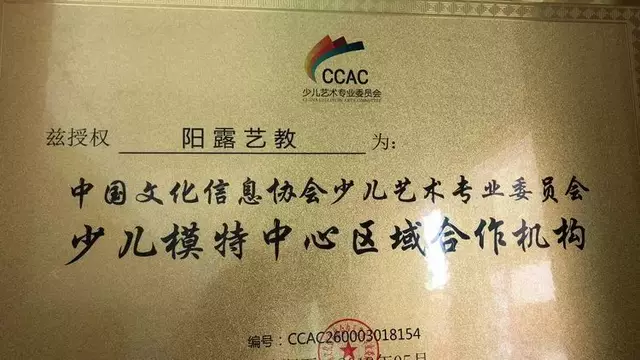 CCAC
少儿艺术专业委员会
兹授权 阳露艺教 为:
中国文化信息协会少儿艺术专业委员会
少儿模特中心区域合作机构
编号: CCAC260003018154